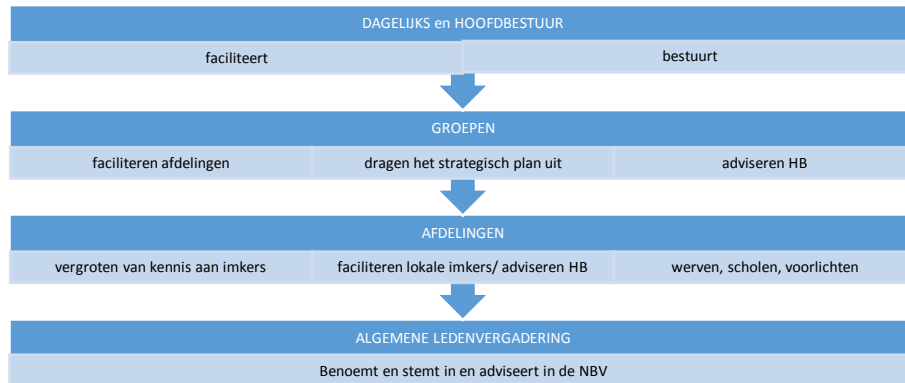 DAGELIJKS en HOOFDBESTUUR
faciliteert
bestuurt
GROEPEN
faciliteren afdelingen
dragen het strategisch plan uit
adviseren HB
AFDELINGEN
vergroten van kennis aan imkers
faciliteren lokale imkers/ adviseren HB
werven, scholen, voorlichten
ALGEMENE LEDENVERGADERING
Benoemt en stemt in en adviseert in de NBV